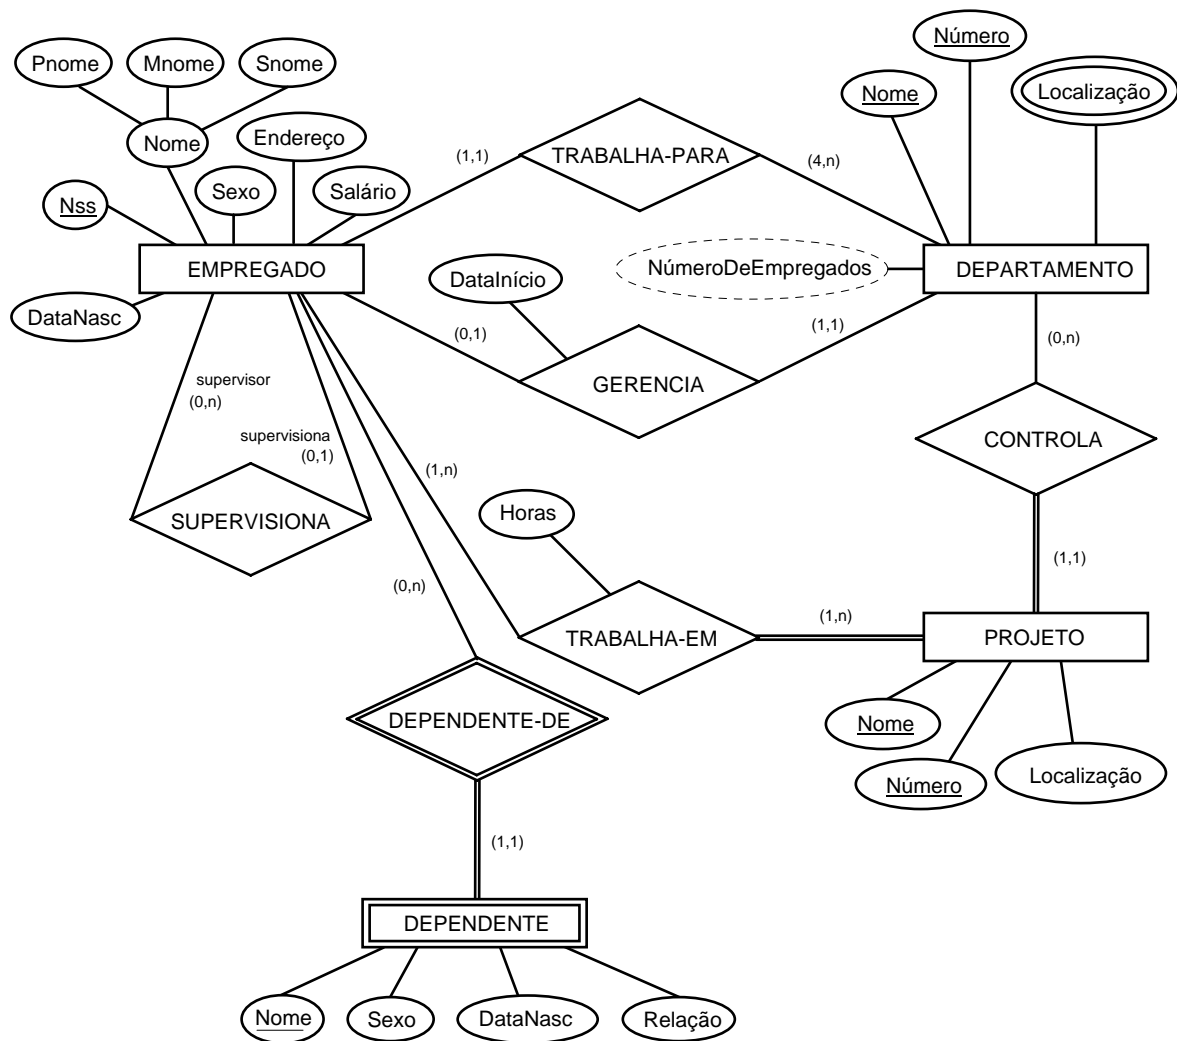 Número
Pnome
Mnome
Snome
Nome
Localização
Nome
Endereço
(1,1)
TRABALHA-PARA
(4,n)
Sexo
Salário
Nss
EMPREGADO
NúmeroDeEmpregados
DEPARTAMENTO
DataInício
DataNasc
(0,1)
(1,1)
(0,n)
supervisor
(0,n)
GERENCIA
supervisiona
(0,1)
CONTROLA
(1,n)
Horas
SUPERVISIONA
(1,1)
(0,n)
(1,n)
TRABALHA-EM
PROJETO
DEPENDENTE-DE
Nome
Número
Localização
(1,1)
DEPENDENTE
Nome
Sexo
DataNasc
Relação